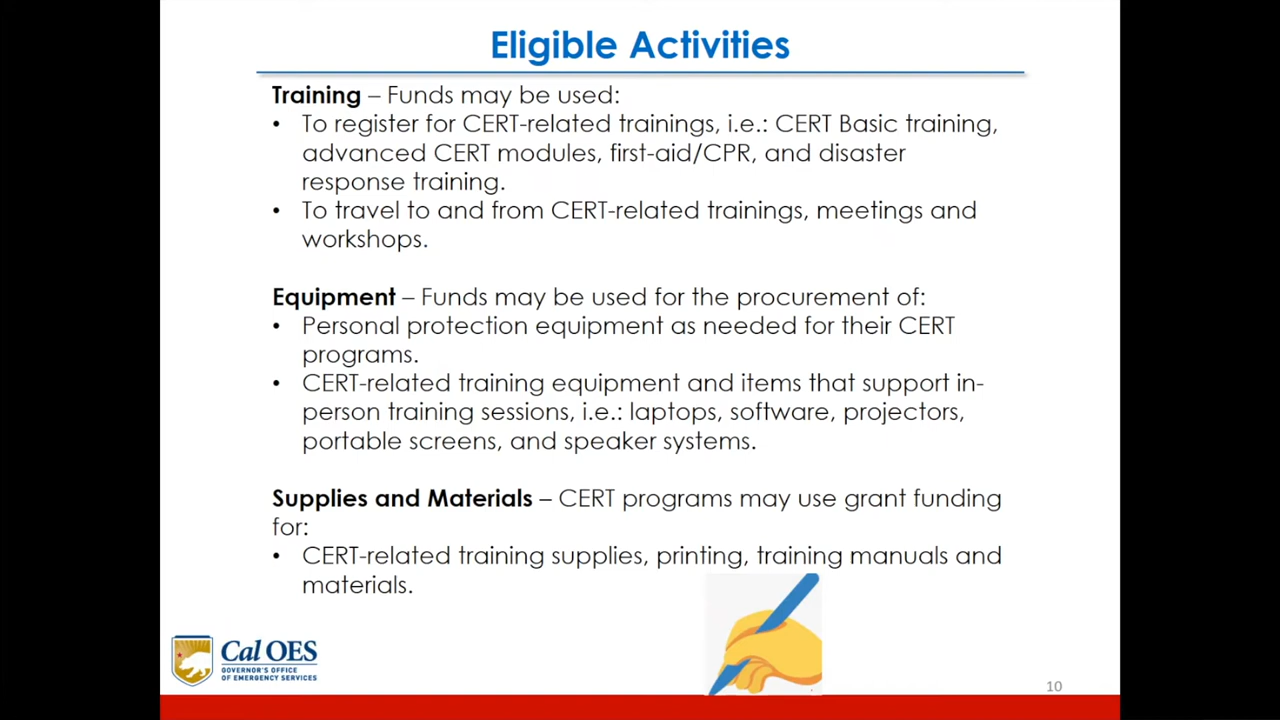 Eligible Activities
Training – Funds may be used:
• To register for CERT-related trainings, i.e.: CERT Basic training,
advanced CERT modules, first-aid/CPR, and disaster
response training.
• To travel to and from CERT-related trainings, meetings and
workshops.
Equipment – Funds may be used for the procurement of:
• Personal protection equipment as needed for their CERT
programs.
• CERT-related training equipment and items that support in-
person training sessions, i.e.: laptops, software, projectors,
portable screens, and speaker systems.
Supplies and Materials – CERT programs may use grant funding
for:
• CERT-related training supplies, printing, training manuals and
materials.
Cal OES
GOVERNOR'S OFFICE
OF EMERGENCY SERVICES
10